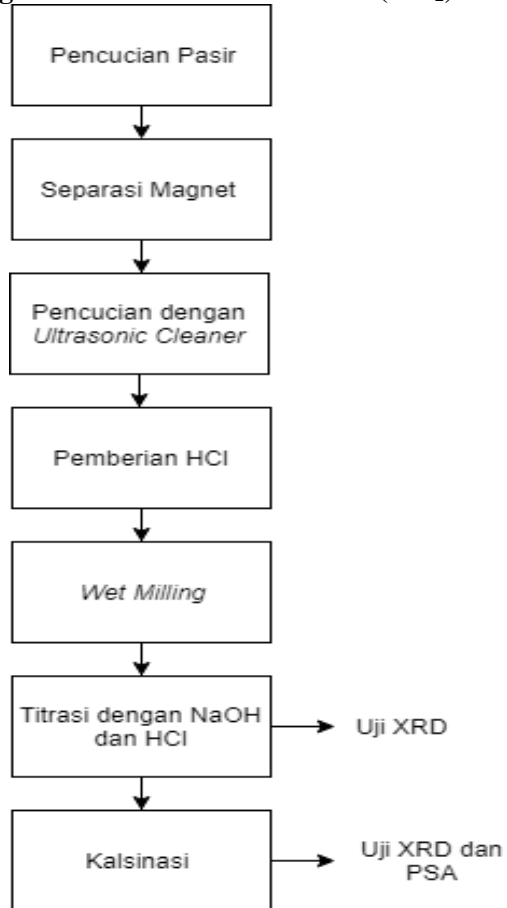 Pencucian Pasir
Separasi Magnet
Pencucian dengan
Ultrasonic Cleaner
Pemberian HCl
Wet Milling
Titrasi dengan NaOH
dan HCl
Uji XRD
Kalsinasi
Uji XRD dan
PSA